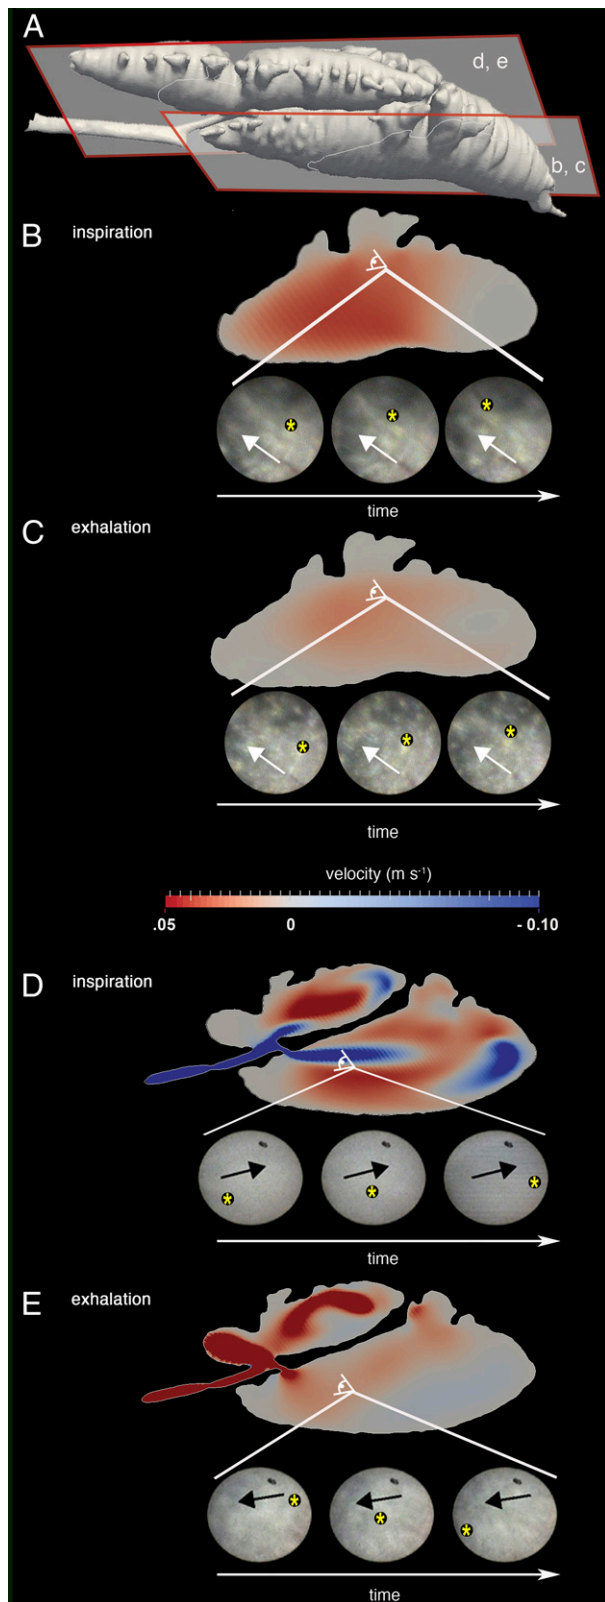 A
d, e
b, c
B inspiration
time
C exhalation
time
velocity (m s⁻¹)
.05 0 - 0.10
D inspiration
time
E exhalation
time